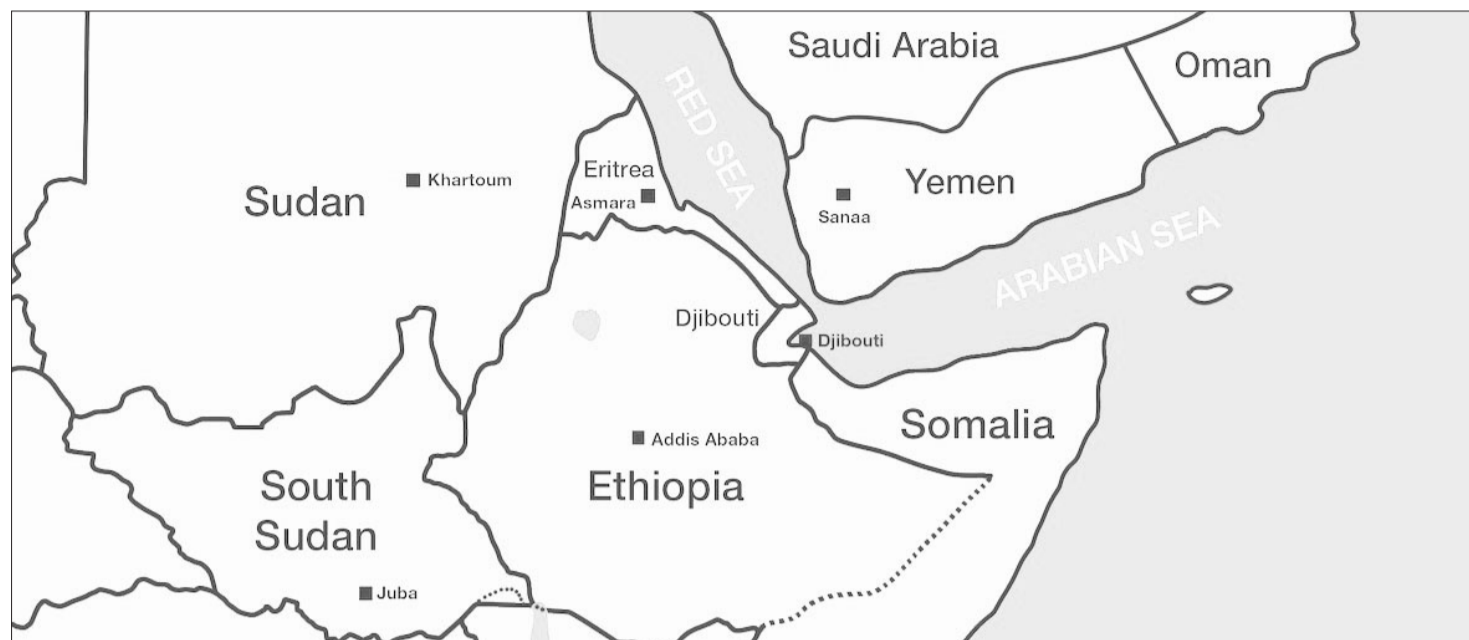 Saudi Arabia
Oman
RED SEA
Eritrea
Khartoum
Sudan
Yemen
Asmara
Sanaa
ARABIAN SEA
Djibouti
Djibouti
Somalia
Addis Ababa
Ethiopia
South
Sudan
Juba